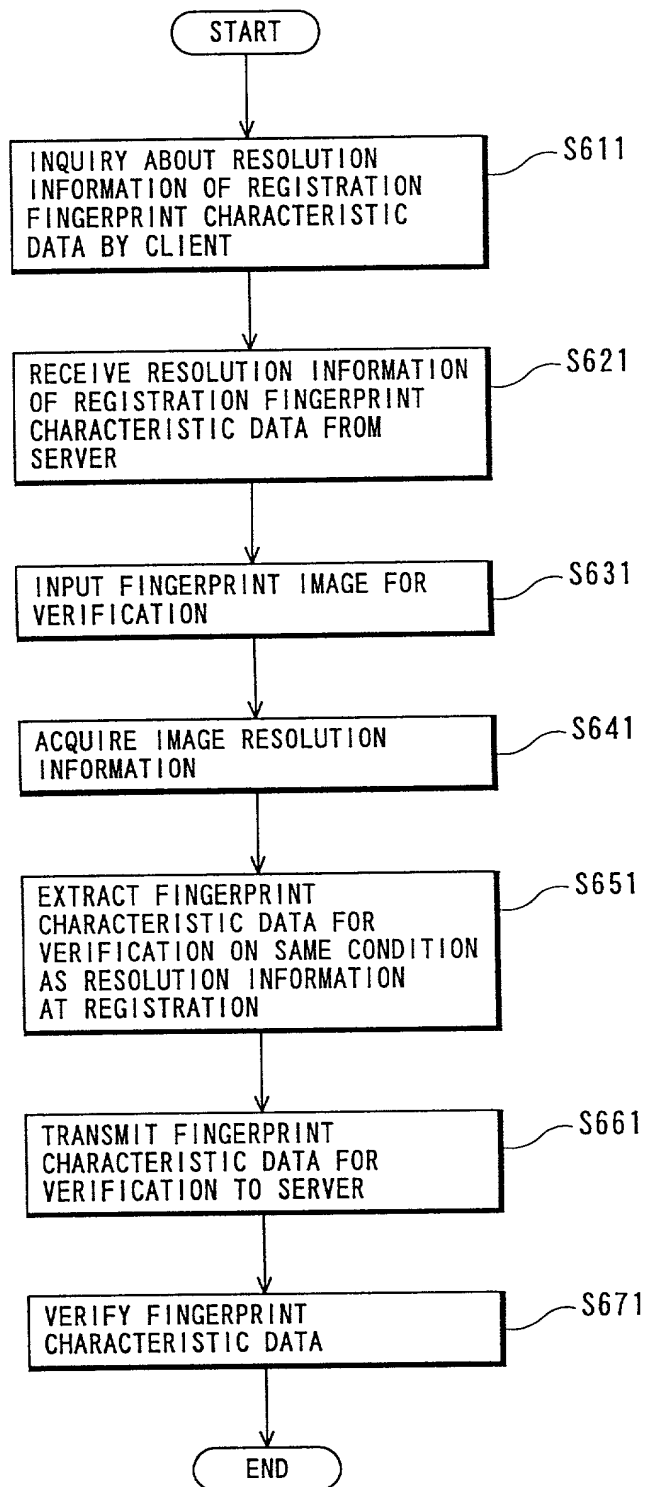 START
INQUIRY ABOUT RESOLUTION
INFORMATION OF REGISTRATION
FINGERPRINT CHARACTERISTIC
DATA BY CLIENT
S611
RECEIVE RESOLUTION INFORMATION
OF REGISTRATION FINGERPRINT
CHARACTERISTIC DATA FROM
SERVER
S621
INPUT FINGERPRINT IMAGE FOR
VERIFICATION
S631
ACQUIRE IMAGE RESOLUTION
INFORMATION
S641
EXTRACT FINGERPRINT
CHARACTERISTIC DATA FOR
VERIFICATION ON SAME CONDITION
AS RESOLUTION INFORMATION
AT REGISTRATION
S651
TRANSMIT FINGERPRINT
CHARACTERISTIC DATA FOR
VERIFICATION TO SERVER
S661
VERIFY FINGERPRINT
CHARACTERISTIC DATA
S671
END